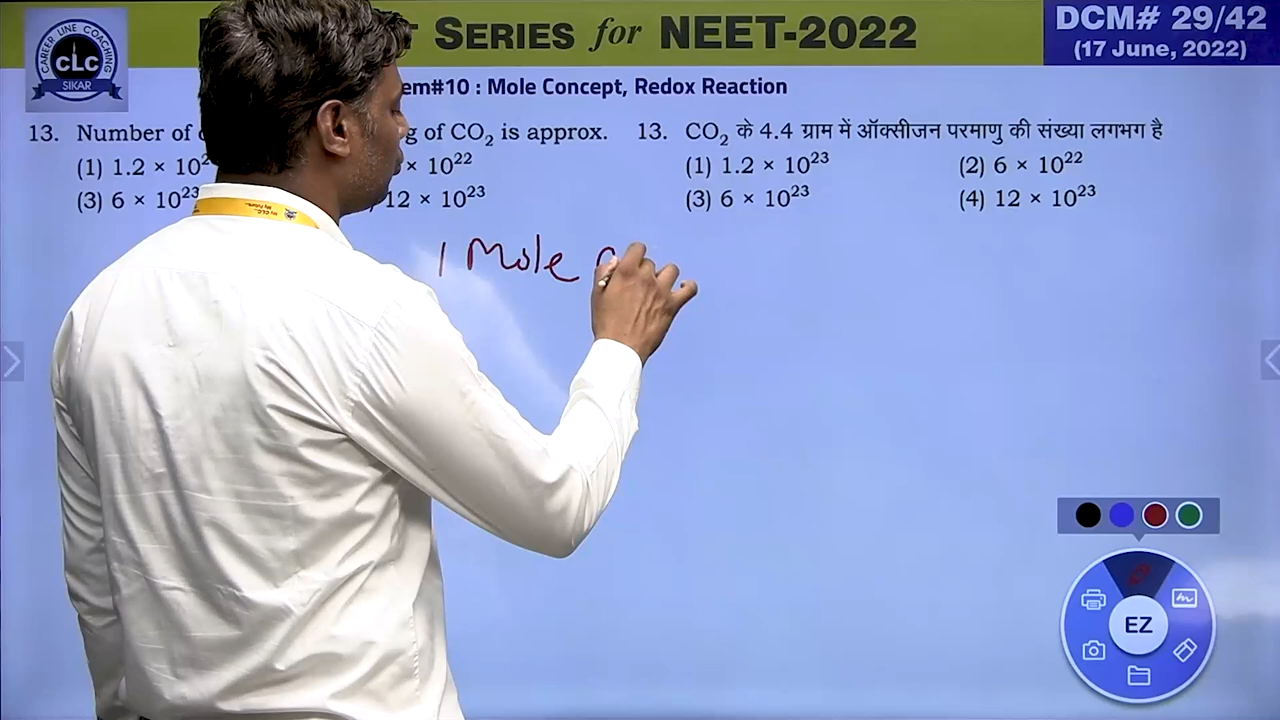 SERIES for NEET-2022
DCM# 29/42
(17 June, 2022)
CAREER LINE COACHING
CLC
SIKAR
em#10 : Mole Concept, Redox Reaction
13. Number of
g of CO₂ is approx.
(1) 1.2 × 10²
× 10²²
(3) 6 × 10²³
12 × 10²³
13. CO₂ के 4.4 ग्राम में ऑक्सीजन परमाणु की संख्या लगभग है
(1) 1.2 × 10²³ (2) 6 × 10²²
(3) 6 × 10²³ (4) 12 × 10²³
1 Mole
EZ